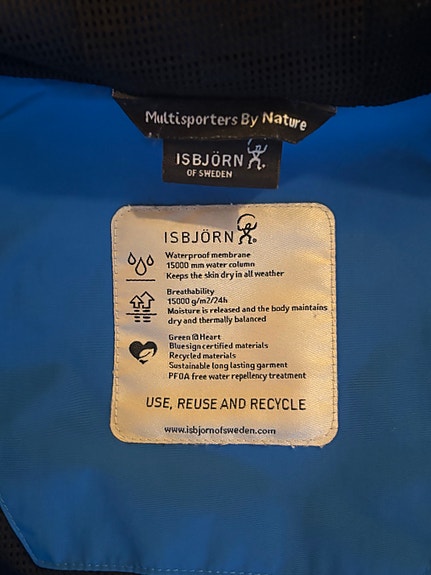 Multisporters By Nature
ISBJÖRN
OF SWEDEN
ISBJÖRN
Waterproof membrane
15000 mm water column
Keeps the skin dry in all weather
Breathability
15000 g/m2/24h
Moisture is released and the body maintains
dry and thermally balanced
Green @ Heart
Bluesign certified materials
Recycled materials
Sustainable long lasting garment
PFOA free water repellency treatment
USE, REUSE AND RECYCLE
www.isbjornofsweden.com